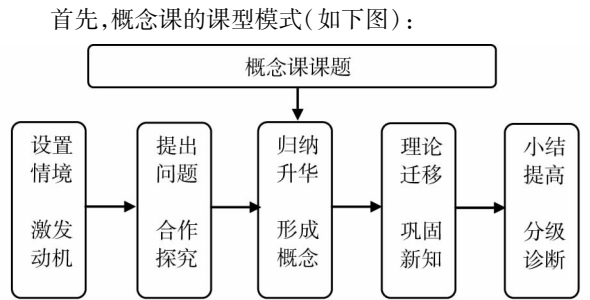 首先,概念课的课型模式(如下图):
概念课课题
设置
情境
激发
动机
提出
问题
合作
探究
归纳
升华
形成
概念
理论
迁移
巩固
新知
小结
提高
分级
诊断